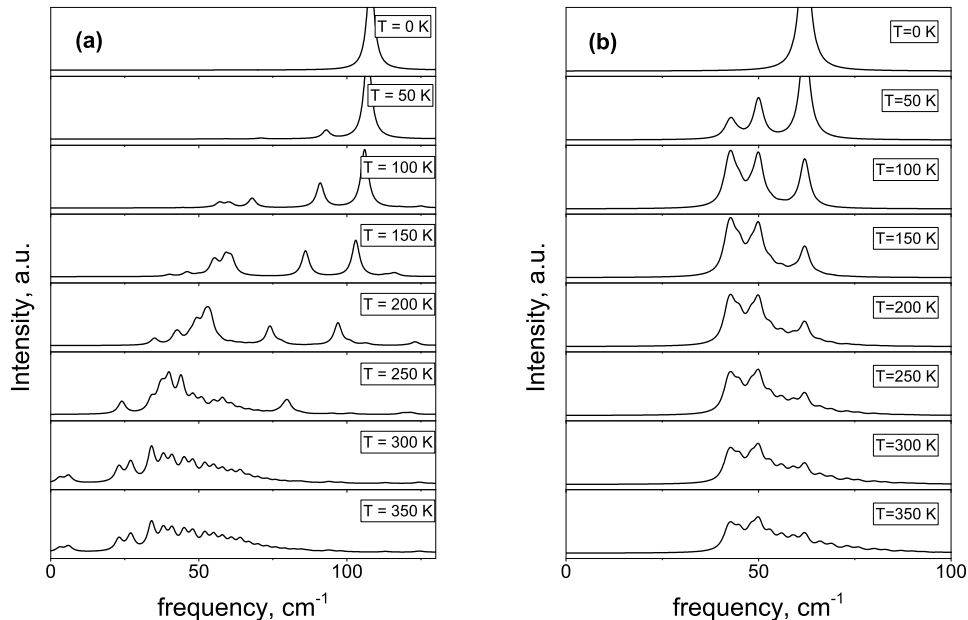 (a)
T = 0 K
T = 50 K
T = 100 K
T = 150 K
T = 200 K
T = 250 K
T = 300 K
T = 350 K
Intensity, a.u.
0 50 100
frequency, cm⁻¹
(b)
T=0 K
T=50 K
T=100 K
T=150 K
T=200 K
T=250 K
T=300 K
T=350 K
Intensity, a.u.
0 50 100
frequency, cm⁻¹